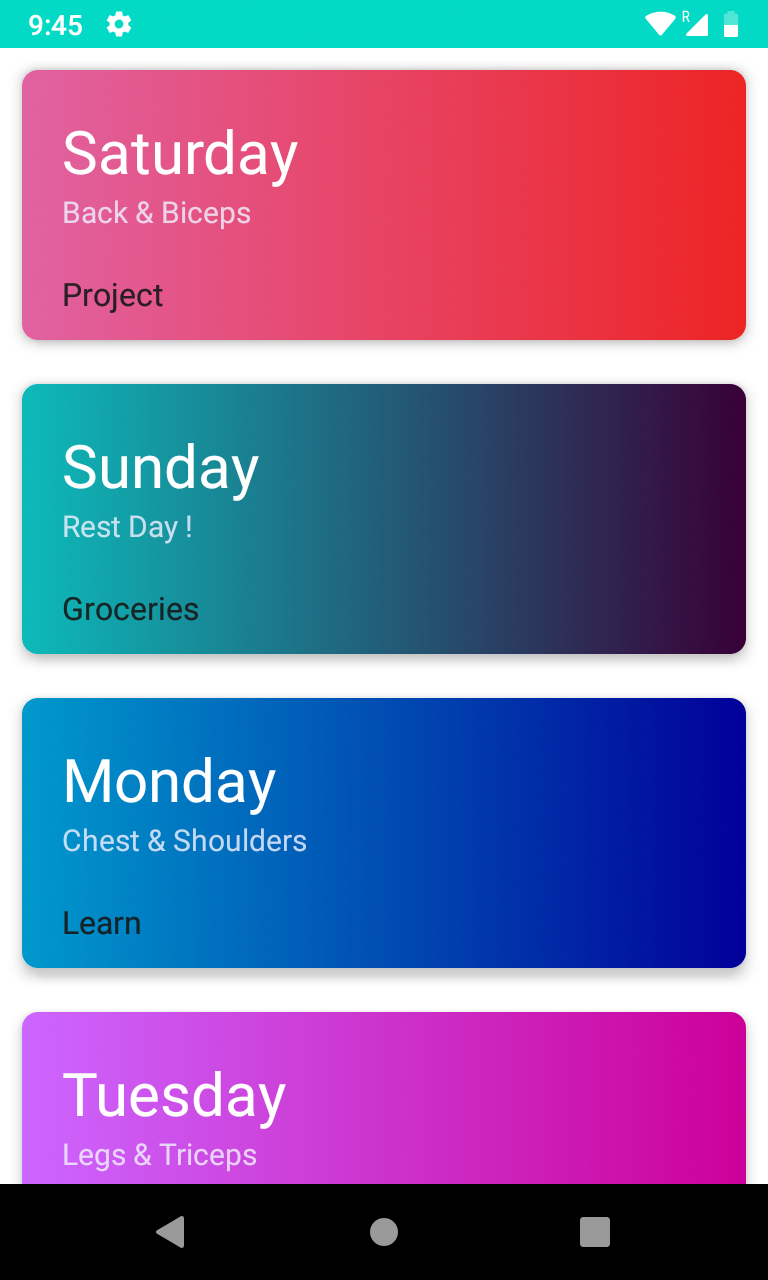 9:45
R
Saturday
Back & Biceps
Project
Sunday
Rest Day !
Groceries
Monday
Chest & Shoulders
Learn
Tuesday
Legs & Triceps